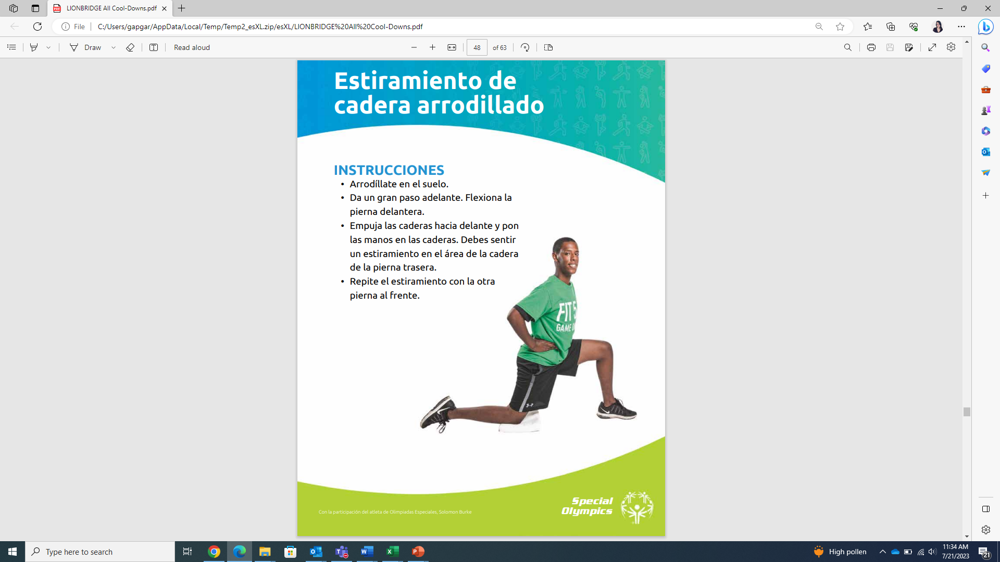 LIONBRIDGE All Cool-Downs.pdf
File
C:/Users/gapgar/AppData/Local/Temp/Temp2_esXL.zip/esXL/LIONBRIDGE%20All%20Cool-Downs.pdf
Draw
Read aloud
48 of 63
Estiramiento de
cadera arrodillado
INSTRUCCIONES
• Arrodíllate en el suelo.
• Da un gran paso adelante. Flexiona la
pierna delantera.
• Empuja las caderas hacia delante y pon
las manos en las caderas. Debes sentir
un estiramiento en el área de la cadera
de la pierna trasera.
• Repite el estiramiento con la otra
pierna al frente.
FIT 5
GAME O
Special
Olympics
Con la participación del atleta de Olimpiadas Especiales, Solomon Burke
Type here to search
High pollen
11:34 AM
7/21/2023
21